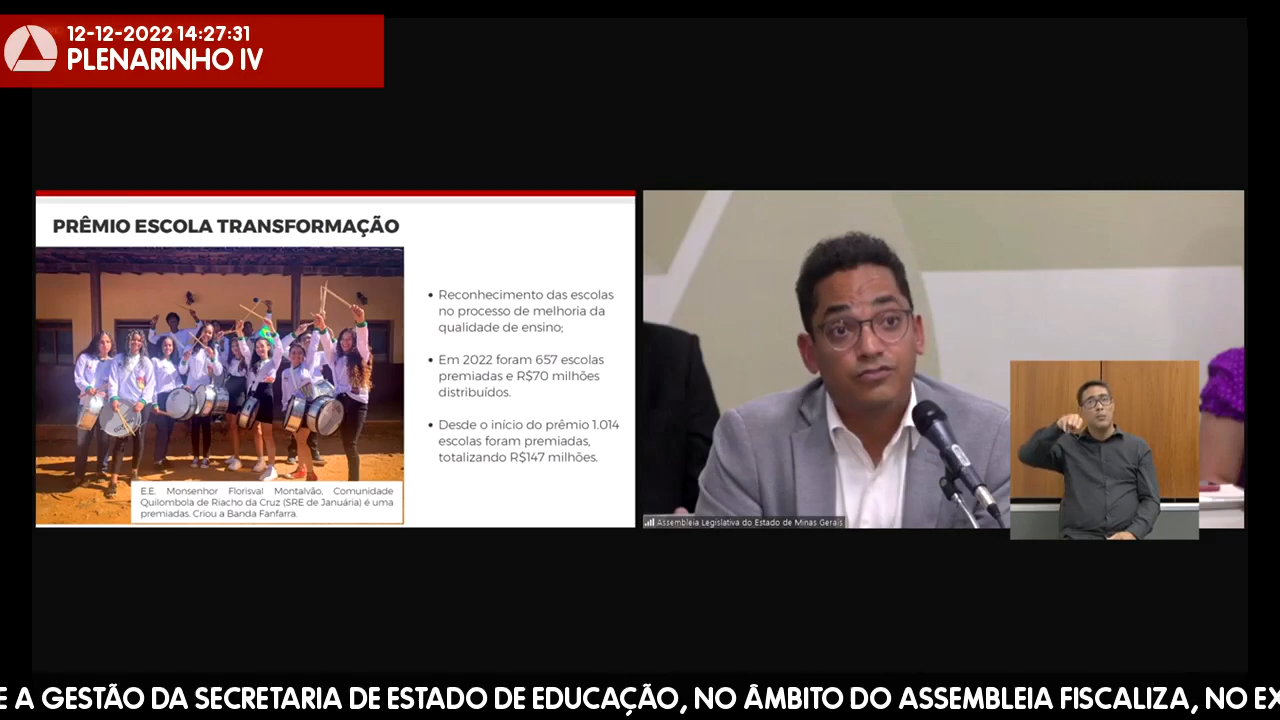 12-12-2022 14:27:31
PLENARINHO IV
PRÊMIO ESCOLA TRANSFORMAÇÃO
• Reconhecimento das escolas
no processo de melhoria da
qualidade de ensino;
• Em 2022 foram 657 escolas
premiadas e R$70 milhões
distribuídos.
• Desde o início do prêmio 1.014
escolas foram premiadas,
totalizando R$147 milhões.
E.E. Monsenhor Florisval Montalvão, Comunidade
Quilombola de Riacho da Cruz (SRE de Januária) é uma
premiadas. Criou a Banda Fanfarra.
Assembleia Legislativa do Estado de Minas Gerais
E A GESTÃO DA SECRETARIA DE ESTADO DE EDUCAÇÃO, NO ÂMBITO DO ASSEMBLEIA FISCALIZA, NO EX